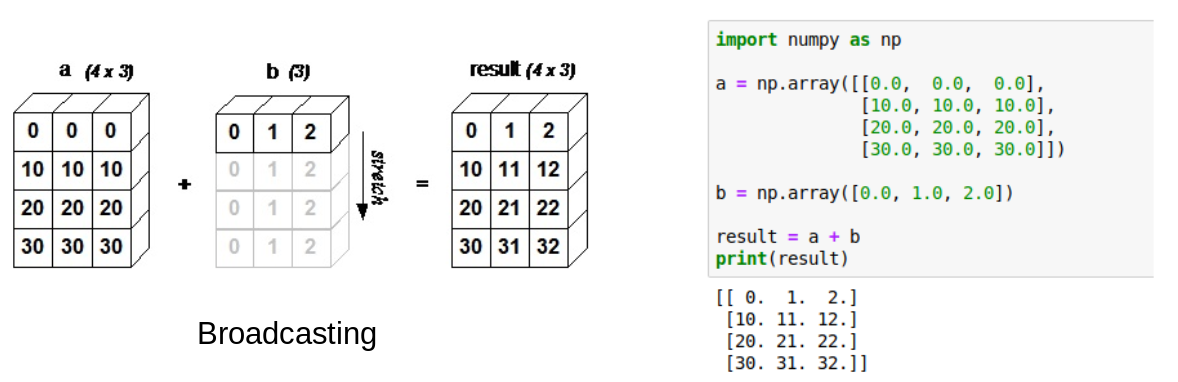 a (4 x 3)
b (3)
result (4 x 3)
0 0 0
10 10 10
20 20 20
30 30 30
+
0 1 2
0 1 2
0 1 2
0 1 2
stretch
=
0 1 2
10 11 12
20 21 22
30 31 32
Broadcasting
import numpy as np
a = np.array([[0.0,  0.0,  0.0],
              [10.0, 10.0, 10.0],
              [20.0, 20.0, 20.0],
              [30.0, 30.0, 30.0]])
b = np.array([0.0, 1.0, 2.0])
result = a + b
print(result)
[[ 0.  1.  2.]
 [10. 11. 12.]
 [20. 21. 22.]
 [30. 31. 32.]]